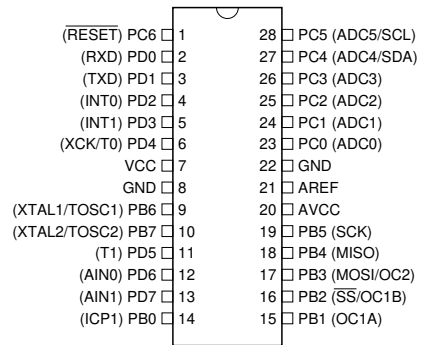 (RESET) PC6 1 28 PC5 (ADC5/SCL)
(RXD) PD0 2 27 PC4 (ADC4/SDA)
(TXD) PD1 3 26 PC3 (ADC3)
(INT0) PD2 4 25 PC2 (ADC2)
(INT1) PD3 5 24 PC1 (ADC1)
(XCK/T0) PD4 6 23 PC0 (ADC0)
VCC 7 22 GND
GND 8 21 AREF
(XTAL1/TOSC1) PB6 9 20 AVCC
(XTAL2/TOSC2) PB7 10 19 PB5 (SCK)
(T1) PD5 11 18 PB4 (MISO)
(AIN0) PD6 12 17 PB3 (MOSI/OC2)
(AIN1) PD7 13 16 PB2 (SS/OC1B)
(ICP1) PB0 14 15 PB1 (OC1A)